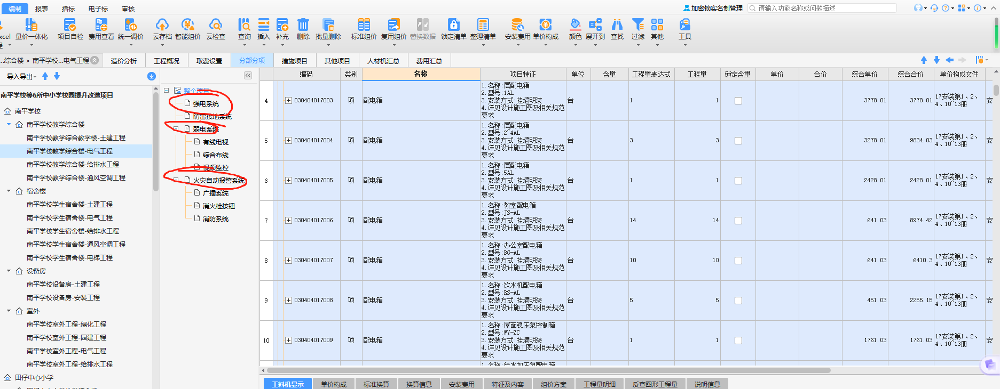 编制 报表 指标 电子标 审核 加密锁实名制管理 请输入功能名称或问题描述
xcel 量价一体化 项目自检 费用查看 统一调价 云存档 智能组价 云检查 查询 插入 补充 删除 批量删除 标准组价 复用组价 替换数据 锁定清单 整理清单 安装费用 单价构成 颜色 展开到 查找 过滤 其他 工具
程
...综合楼 > 南平学校...电气工程 造价分析 工程概况 取费设置 分部分项 措施项目 其他项目 人材机汇总 费用汇总
导入导出
南平学校等6所中小学校园提升改造项目
南平学校
南平学校教学综合楼
南平学校教学综合教学楼-土建工程
南平学校教学综合楼-电气工程
南平学校教学综合楼-给排水工程
南平学校教学综合楼-通风空调工程
宿舍楼
南平学校学生宿舍楼-土建工程
南平学校学生宿舍楼-电气工程
南平学校学生宿舍楼-给排水工程
南平学校学生宿舍楼-通风空调工程
南平学校学生宿舍楼-电梯工程
设备房
南平学校设备房-土建工程
南平学校设备房-安装工程
室外
南平学校室外工程-绿化工程
南平学校室外工程-园建工程
南平学校室外工程-电气工程
南平学校室外工程-给排水工程
田仔中心小学
整个项目
强电系统
防雷接地系统
弱电系统
有线电视
综合布线
视频监控
火灾自动报警系统
广播系统
消火栓按钮
消防系统
编码 类别 名称 项目特征 单位 含量 工程量表达式 工程量 锁定含量 单价 合价 综合单价 综合合价 单价构成文件
4 030404017003 项 配电箱 1.名称:层配电箱
2.型号:1AL
3.安装方式:挂墙明装
4.详见设计施工图及相关规范
要求 台 1 1 3778.01 3778.01 17安装第1、2、
4、10~13册 安
5 030404017004 项 配电箱 1.名称:层配电箱
2.型号:2~4AL
3.安装方式:挂墙明装
4.详见设计施工图及相关规范
要求 台 3 3 3278.01 9834.03 17安装第1、2、
4、10~13册 安
6 030404017005 项 配电箱 1.名称:层配电箱
2.型号:5AL
3.安装方式:挂墙明装
4.详见设计施工图及相关规范
要求 台 1 1 2428.01 2428.01 17安装第1、2、
4、10~13册 安
7 030404017006 项 配电箱 1.名称:教室配电箱
2.型号:JS-AL
3.安装方式:挂墙明装
4.详见设计施工图及相关规范
要求 台 14 14 641.03 8974.42 17安装第1、2、
4、10~13册 安
8 030404017007 项 配电箱 1.名称:办公室配电箱
2.型号:BG-AL
3.安装方式:挂墙明装
4.详见设计施工图及相关规范
要求 台 10 10 641.03 6410.3 17安装第1、2、
4、10~13册 安
9 030404017008 项 配电箱 1.名称:饮水机配电箱
2.型号:RS-AL
3.安装方式:挂墙明装
4.详见设计施工图及相关规范
要求 台 5 5 451.03 2255.15 17安装第1、2、
4、10~13册 安
10 030404017009 项 配电箱 1.名称:屋面稳压泵控制箱
2.型号:WY-ZC
3.安装方式:挂墙明装
4.详见设计施工图及相关规范
要求 台 1 1 1761.03 1761.03 17安装第1、2、
4、10~13册 安
1.名称:给水加压泵配电箱
工料机显示 单价构成 标准换算 换算信息 安装费用 特征及内容 组价方案 工程量明细 反查图形工程量 说明信息